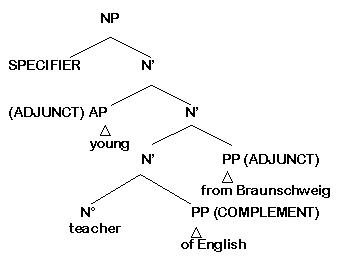 NP
SPECIFIER N’
(ADJUNCT) AP N’
young
N’ PP (ADJUNCT)
from Braunschweig
N° PP (COMPLEMENT)
teacher
of English